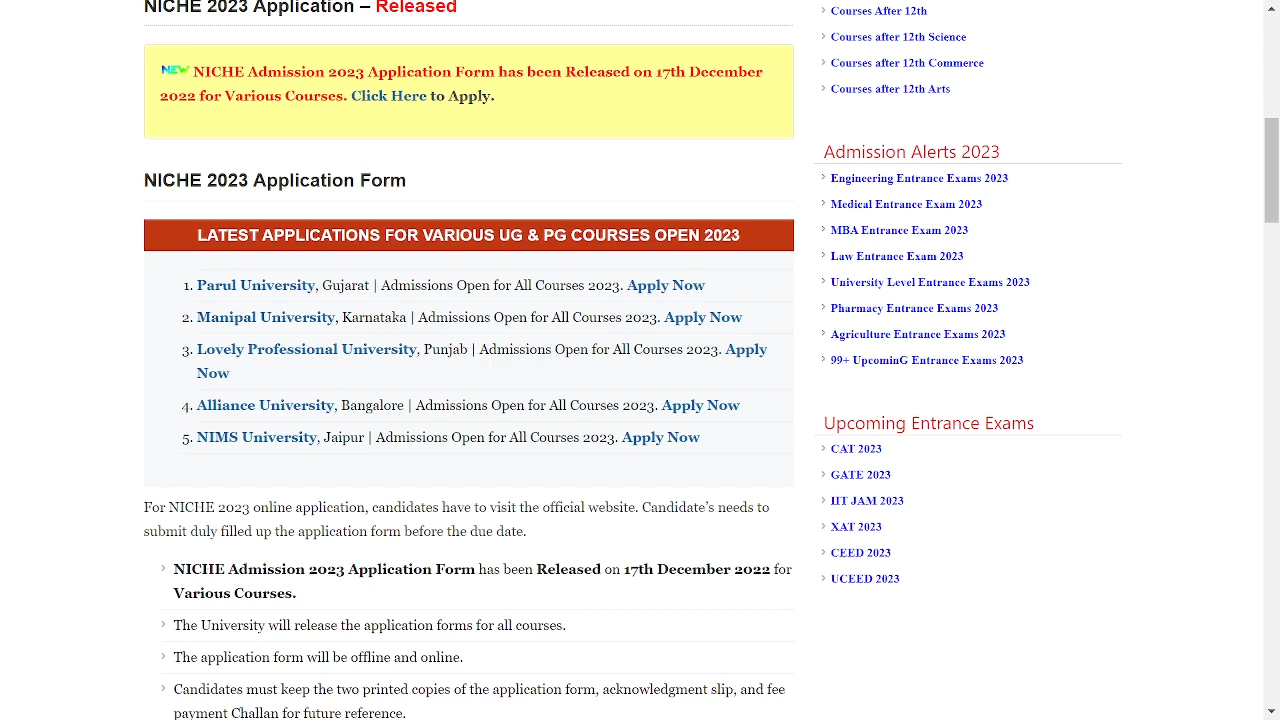 NICHE 2023 Application – Released
NEW NICHE Admission 2023 Application Form has been Released on 17th December
2022 for Various Courses. Click Here to Apply.
NICHE 2023 Application Form
LATEST APPLICATIONS FOR VARIOUS UG & PG COURSES OPEN 2023
1. Parul University, Gujarat | Admissions Open for All Courses 2023. Apply Now
2. Manipal University, Karnataka | Admissions Open for All Courses 2023. Apply Now
3. Lovely Professional University, Punjab | Admissions Open for All Courses 2023. Apply
Now
4. Alliance University, Bangalore | Admissions Open for All Courses 2023. Apply Now
5. NIMS University, Jaipur | Admissions Open for All Courses 2023. Apply Now
For NICHE 2023 online application, candidates have to visit the official website. Candidate’s needs to
submit duly filled up the application form before the due date.
NICHE Admission 2023 Application Form has been Released on 17th December 2022 for
Various Courses.
The University will release the application forms for all courses.
The application form will be offline and online.
Candidates must keep the two printed copies of the application form, acknowledgment slip, and fee
payment Challan for future reference.
Courses After 12th
Courses after 12th Science
Courses after 12th Commerce
Courses after 12th Arts
Admission Alerts 2023
Engineering Entrance Exams 2023
Medical Entrance Exam 2023
MBA Entrance Exam 2023
Law Entrance Exam 2023
University Level Entrance Exams 2023
Pharmacy Entrance Exams 2023
Agriculture Entrance Exams 2023
99+ UpcominG Entrance Exams 2023
Upcoming Entrance Exams
CAT 2023
GATE 2023
IIT JAM 2023
XAT 2023
CEED 2023
UCEED 2023